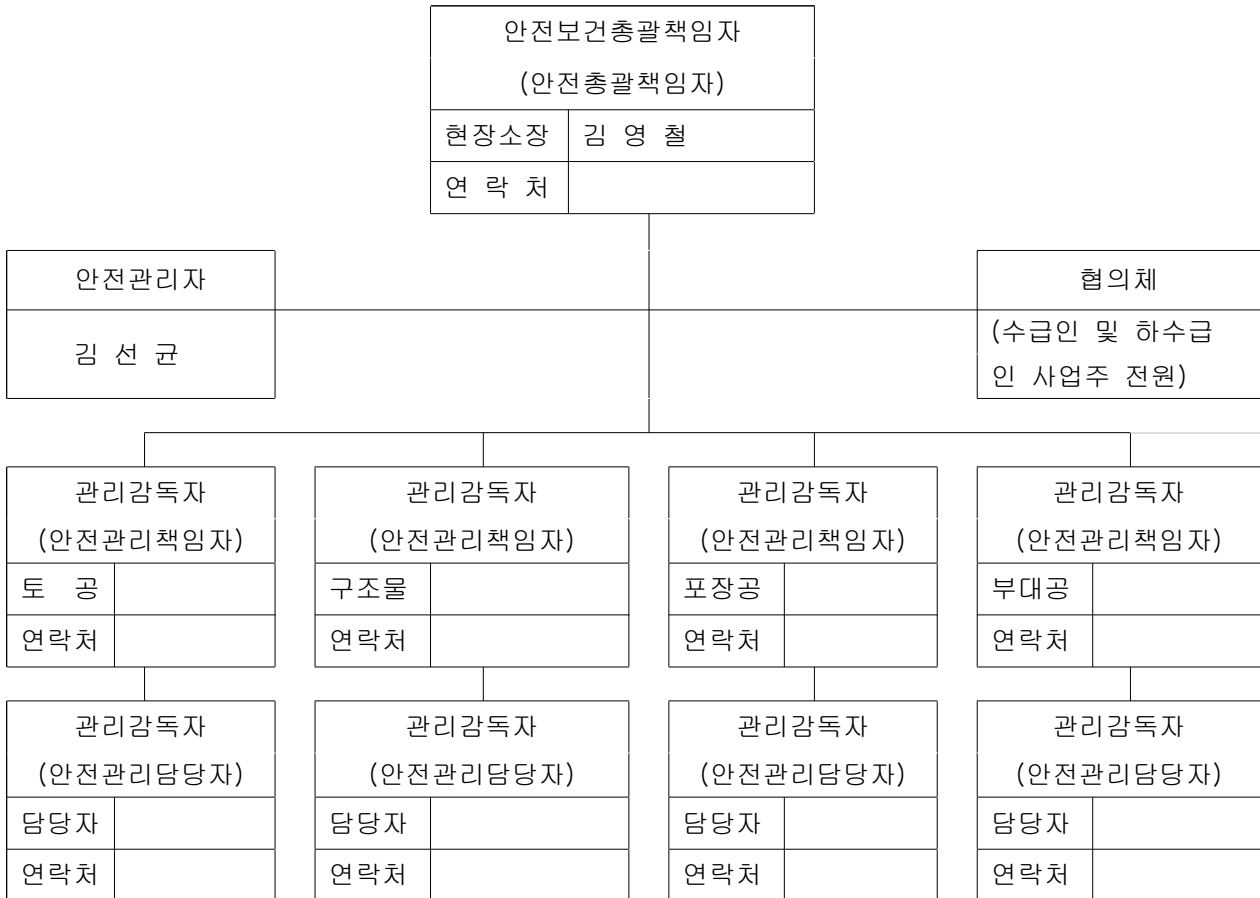 안전보건총괄책임자
(안전총괄책임자)
현장소장 김 영 철
연 락 처
안전관리자
김 선 균
협의체
(수급인 및 하수급
인 사업주 전원)
관리감독자
(안전관리책임자)
토 공
연락처
관리감독자
(안전관리책임자)
구조물
연락처
관리감독자
(안전관리책임자)
포장공
연락처
관리감독자
(안전관리책임자)
부대공
연락처
관리감독자
(안전관리담당자)
담당자
연락처
관리감독자
(안전관리담당자)
담당자
연락처
관리감독자
(안전관리담당자)
담당자
연락처
관리감독자
(안전관리담당자)
담당자
연락처